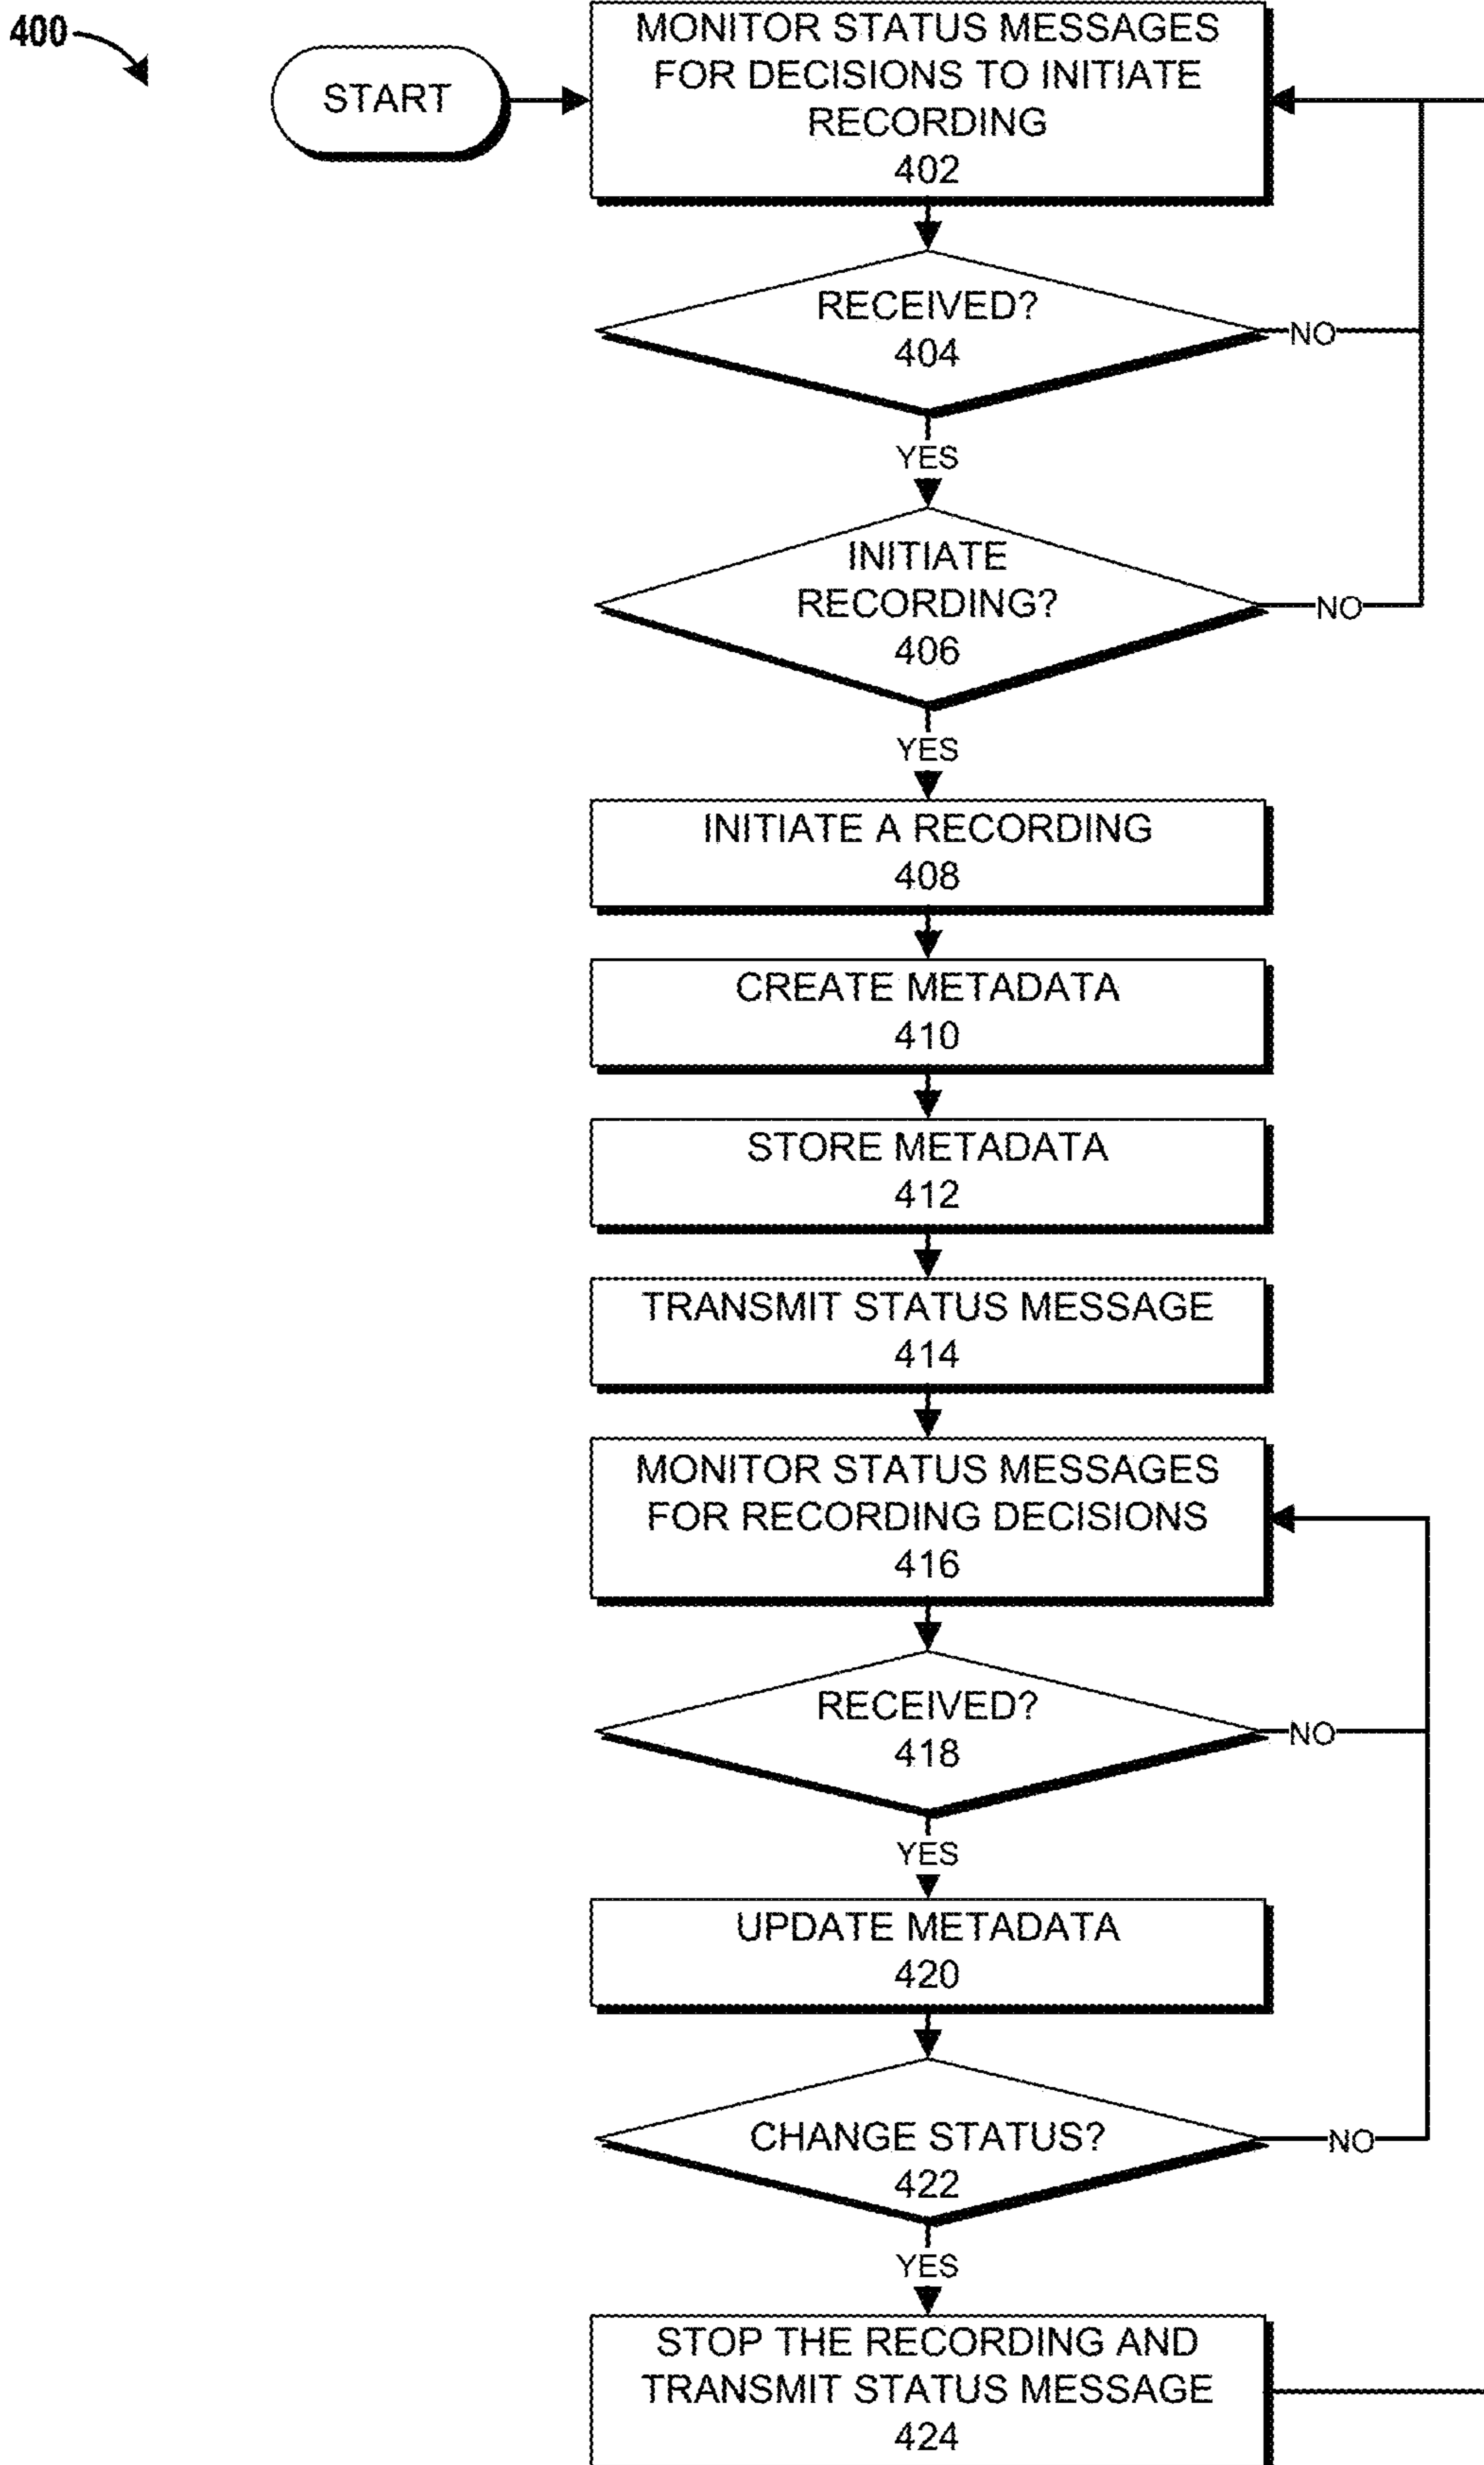 400
START
MONITOR STATUS MESSAGES
FOR DECISIONS TO INITIATE
RECORDING
402
RECEIVED?
404
NO
YES
INITIATE
RECORDING?
406
NO
YES
INITIATE A RECORDING
408
CREATE METADATA
410
STORE METADATA
412
TRANSMIT STATUS MESSAGE
414
MONITOR STATUS MESSAGES
FOR RECORDING DECISIONS
416
RECEIVED?
418
NO
YES
UPDATE METADATA
420
CHANGE STATUS?
422
NO
YES
STOP THE RECORDING AND
TRANSMIT STATUS MESSAGE
424